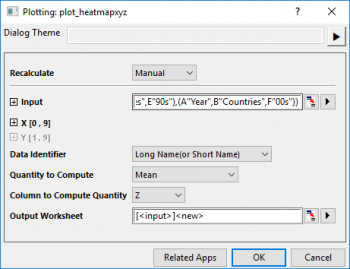 Plotting: plot_heatmapxyz
Dialog Theme
Recalculate Manual
Input :s",E"90s"),(A"Year",B"Countries",F"00s"))
X [0 , 9]
Y [1 , 9]
Data Identifier Long Name(or Short Name)
Quantity to Compute Mean
Column to Compute Quantity Z
Output Worksheet [<input>]<new>
Related Apps OK Cancel